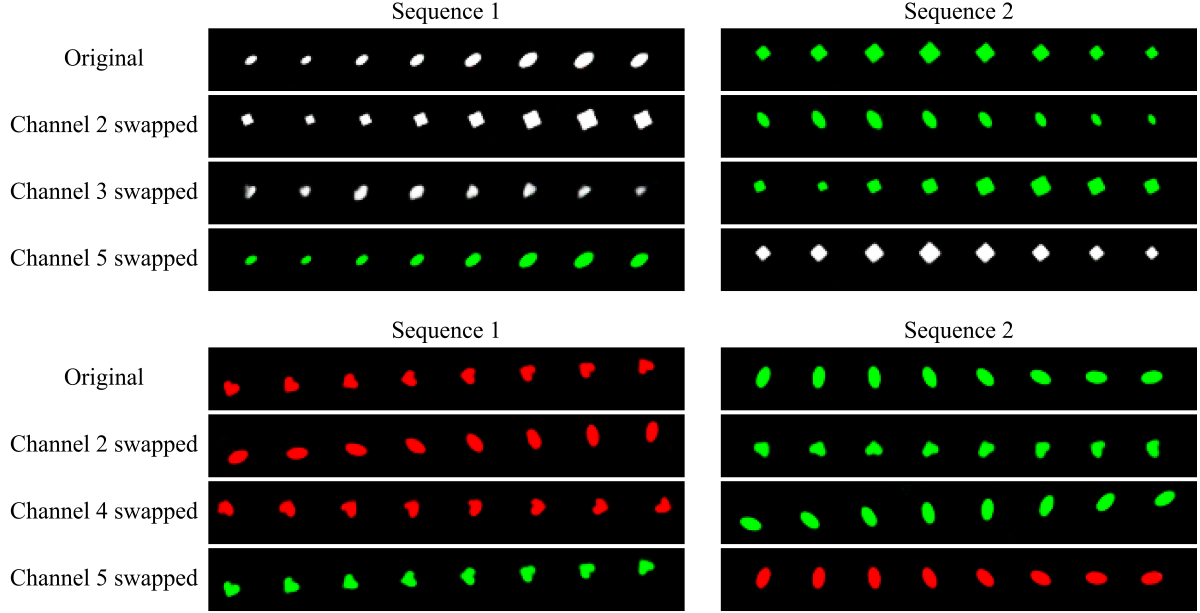 Sequence 1 Sequence 2
Original
Channel 2 swapped
Channel 3 swapped
Channel 5 swapped
Sequence 1 Sequence 2
Original
Channel 2 swapped
Channel 4 swapped
Channel 5 swapped